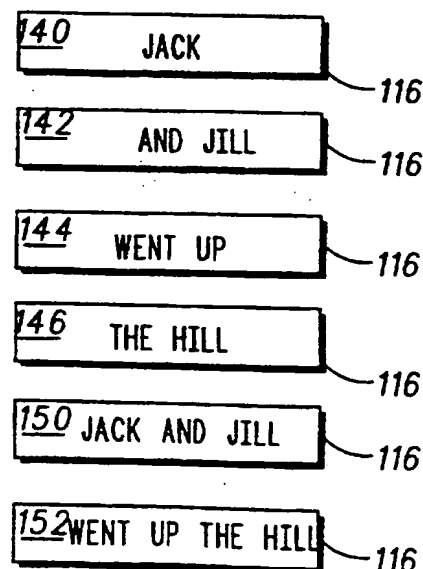 140 JACK
116
142 AND JILL
116
144 WENT UP
116
146 THE HILL
116
150 JACK AND JILL
116
152 WENT UP THE HILL
116